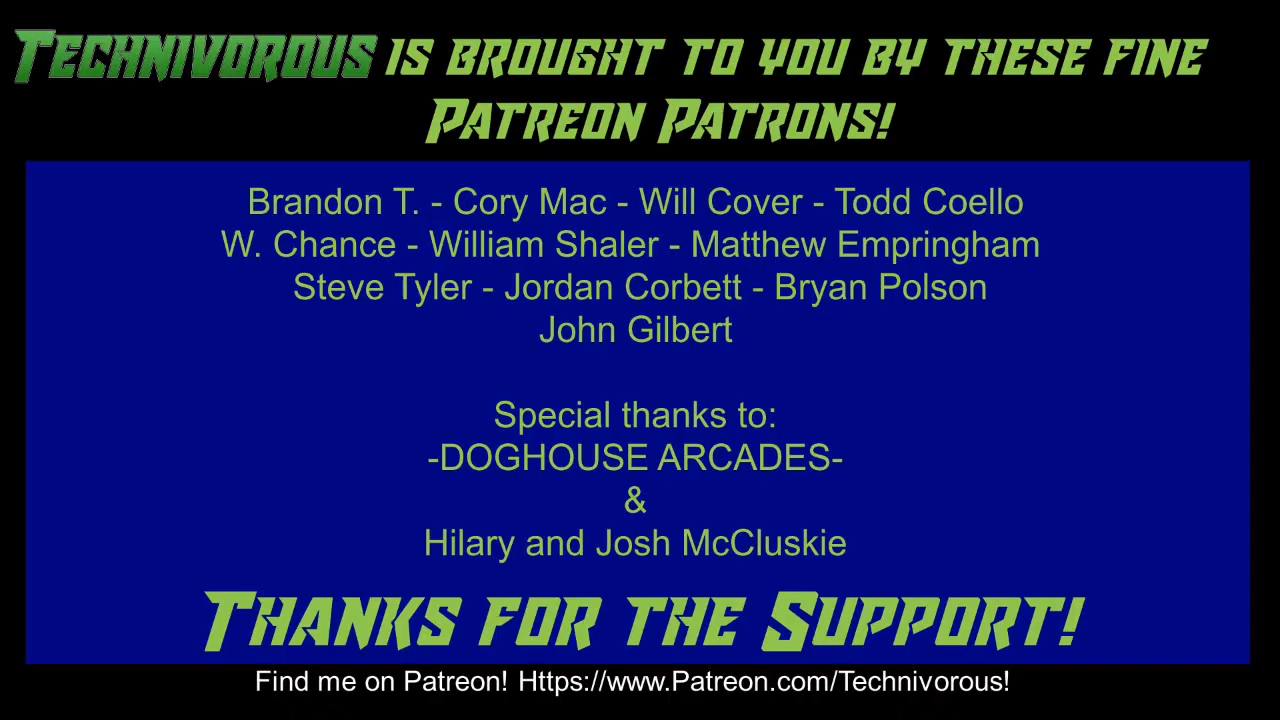 Technivorous is brought to you by these fine
Patreon Patrons!
Brandon T. - Cory Mac - Will Cover - Todd Coello
W. Chance - William Shaler - Matthew Empringham
Steve Tyler - Jordan Corbett - Bryan Polson
John Gilbert
Special thanks to:
-DOGHOUSE ARCADES-
&
Hilary and Josh McCluskie
Thanks for the Support!
Find me on Patreon! Https://www.Patreon.com/Technivorous!